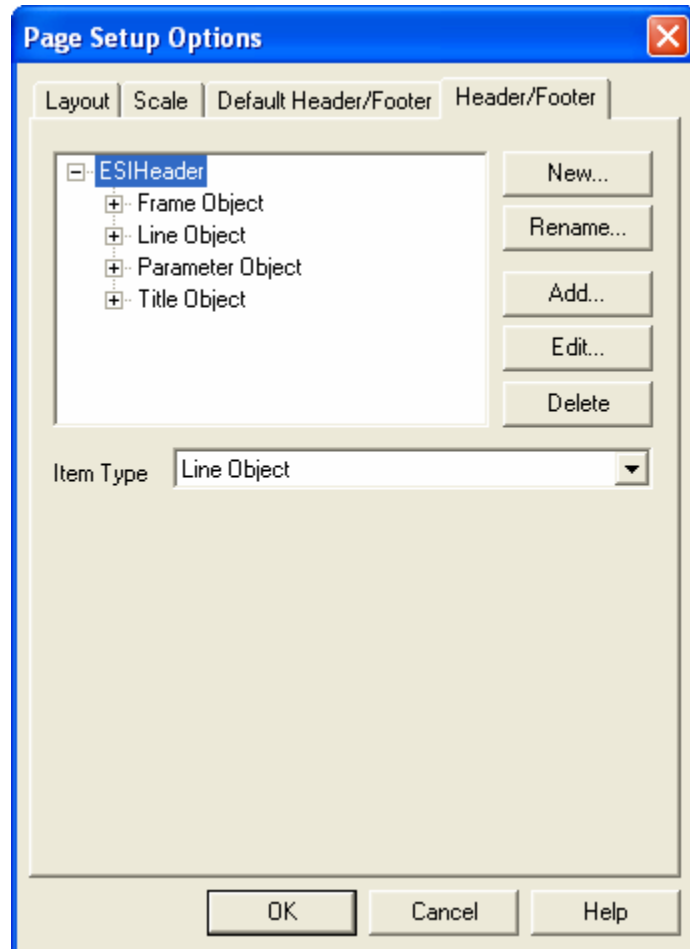 Page Setup Options
Layout Scale Default Header/Footer Header/Footer
ESIHeader
Frame Object
Line Object
Parameter Object
Title Object
New...
Rename...
Add...
Edit...
Delete
Item Type Line Object
OK Cancel Help